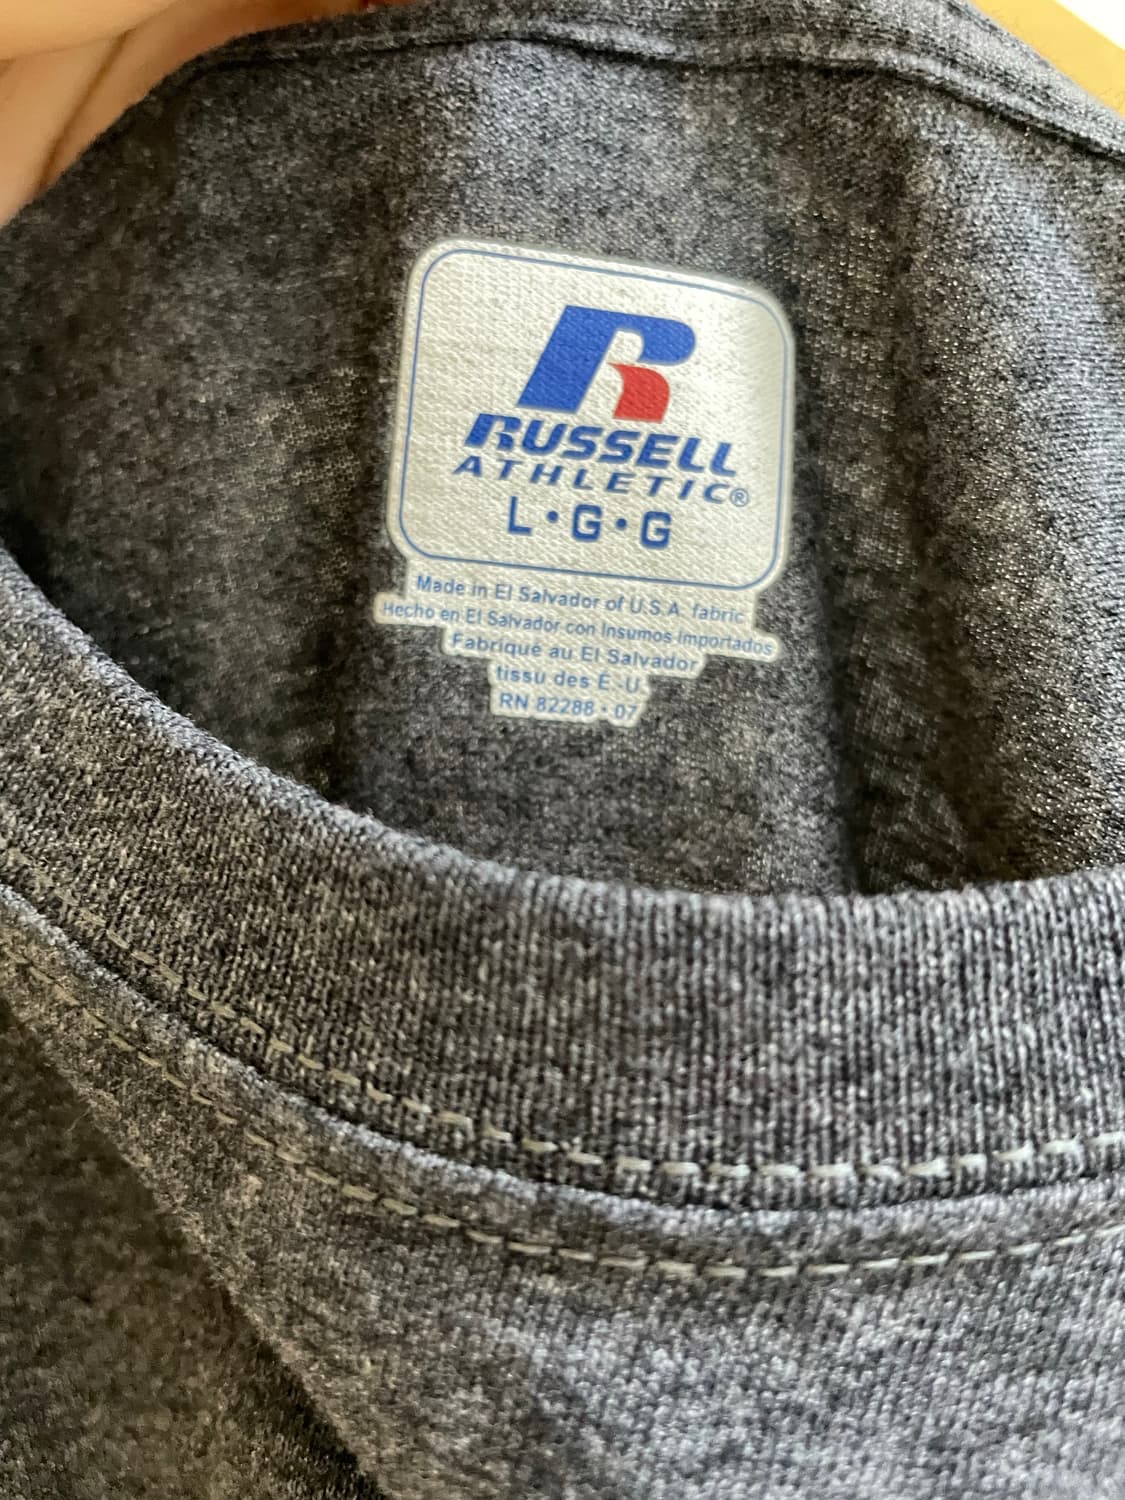 RUSSELL
ATHLETIC®
L•G•G
Made in El Salvador of U.S.A. fabric
Hecho en El Salvador con Insumos Importados
Fabriqué au El Salvador
tissu des É.-U.
RN 82288 • 07